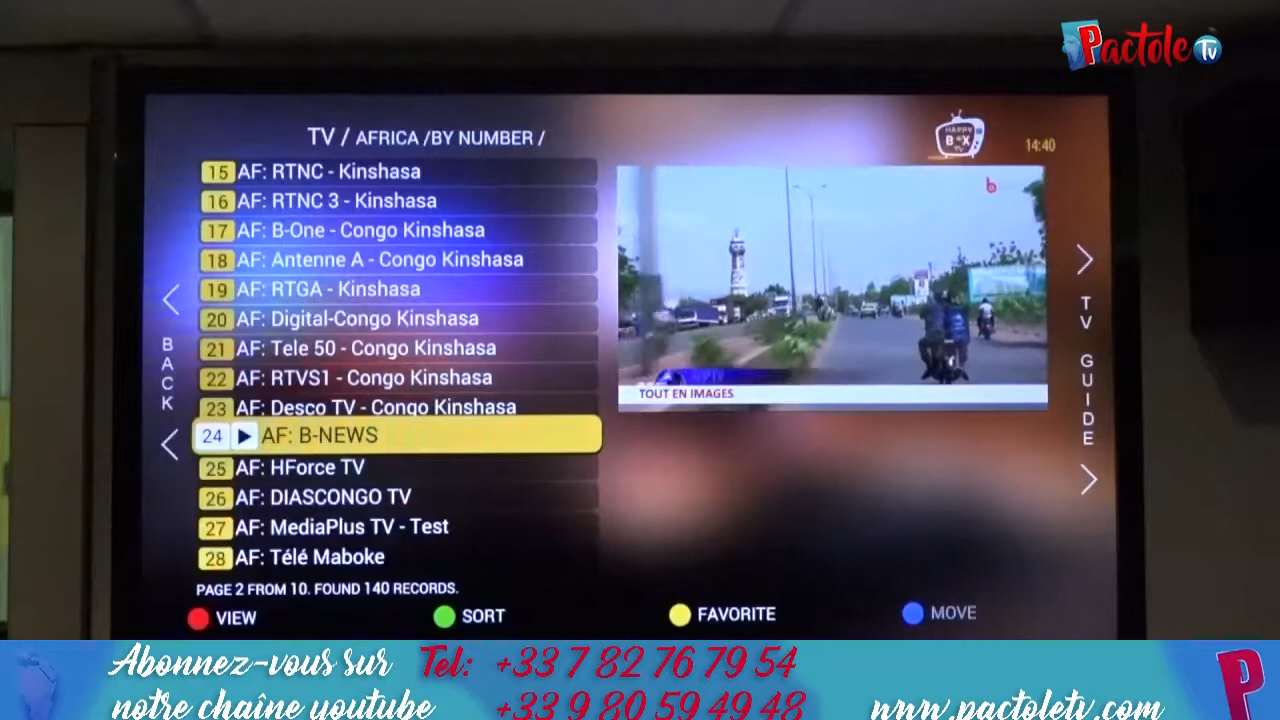 Pactole Tv
TV / AFRICA /BY NUMBER /
HAPPY
BOX
TV
14:40
15 AF: RTNC - Kinshasa
16 AF: RTNC 3 - Kinshasa
17 AF: B-One - Congo Kinshasa
18 AF: Antenne A - Congo Kinshasa
19 AF: RTGA - Kinshasa
20 AF: Digital-Congo Kinshasa
21 AF: Tele 50 - Congo Kinshasa
22 AF: RTVS1 - Congo Kinshasa
23 AF: Desco TV - Congo Kinshasa
24 AF: B-NEWS
25 AF: HForce TV
26 AF: DIASCONGO TV
27 AF: MediaPlus TV - Test
28 AF: Télé Maboke
BACK
b
TOUT EN IMAGES
TV GUIDE
PAGE 2 FROM 10. FOUND 140 RECORDS.
VIEW SORT FAVORITE MOVE
Abonnez-vous sur Tel: +33 7 82 76 79 54
notre chaîne youtube +33 9 80 59 49 48 www.pactoletv.com
P